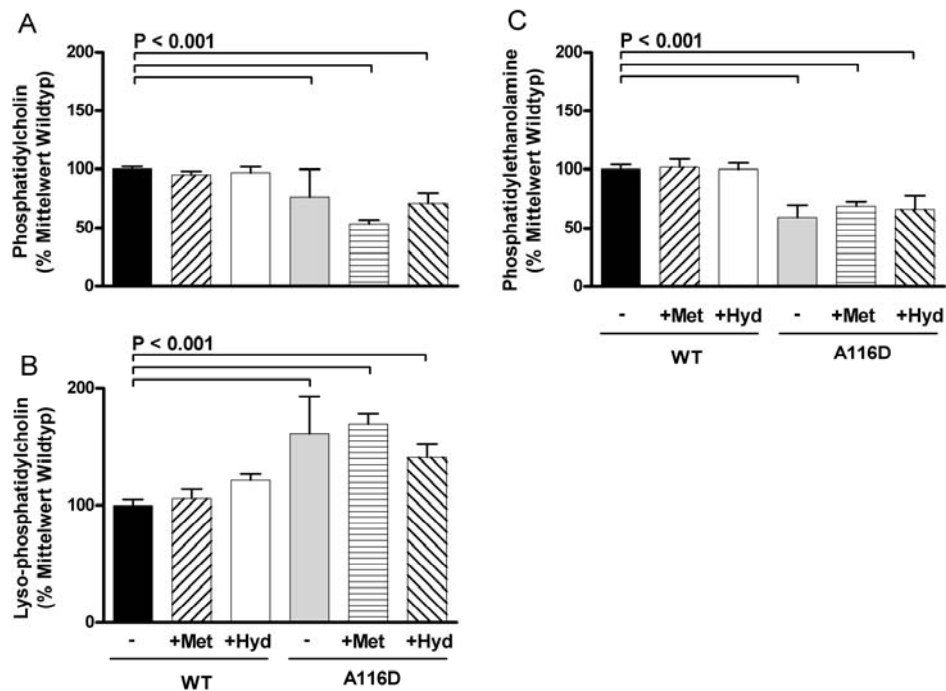 A
P < 0.001
200
150
100
50
0
Phosphatidylcholin
(% Mittelwert Wildtyp)
B
P < 0.001
200
100
0
Lyso-phosphatidylcholin
(% Mittelwert Wildtyp)
- +Met +Hyd - +Met +Hyd
WT A116D
C
P < 0.001
200
150
100
50
0
Phosphatidylethanolamine
(% Mittelwert Wildtyp)
- +Met +Hyd - +Met +Hyd
WT A116D